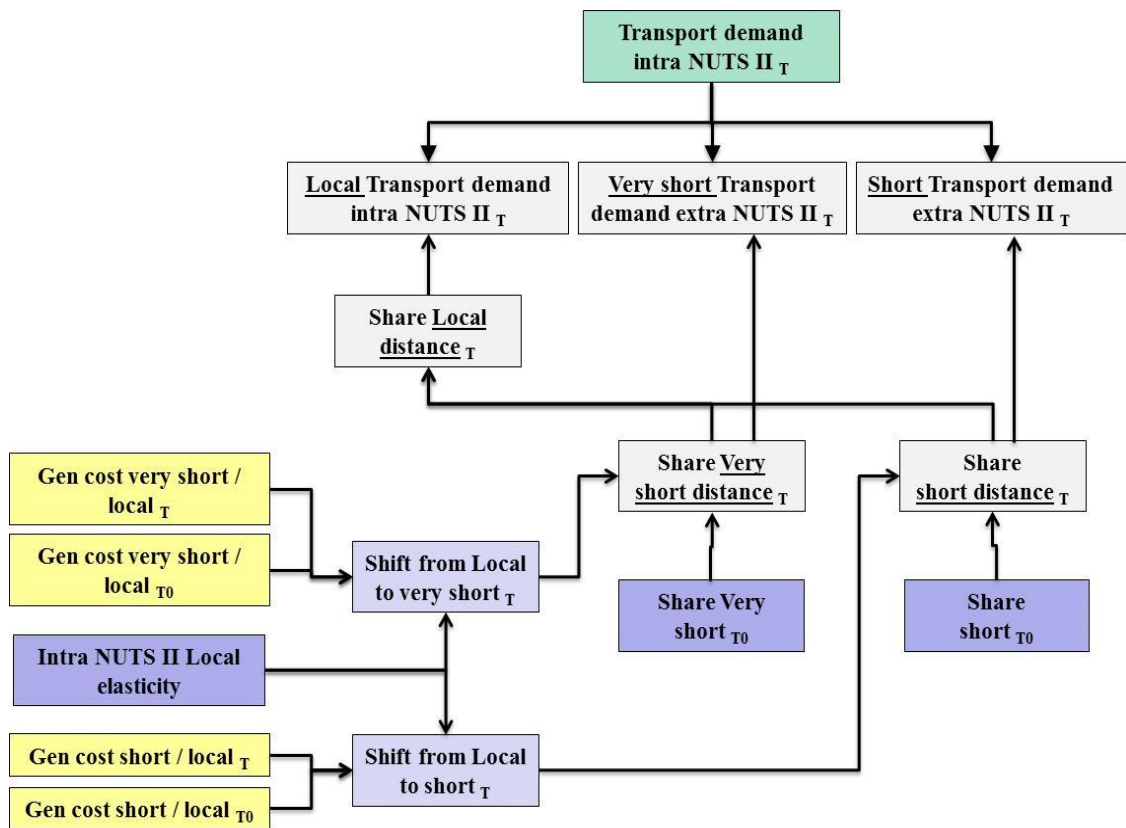 Transport demand
intra NUTS II T
Local Transport demand
intra NUTS II T
Very short Transport
demand extra NUTS II T
Short Transport demand
extra NUTS II T
Share Local
distance T
Gen cost very short /
local T
Share Very
short distance T
Share
short distance T
Gen cost very short /
local T0
Shift from Local
to very short T
Share Very
short T0
Share
short T0
Intra NUTS II Local
elasticity
Gen cost short / local T
Shift from Local
to short T
Gen cost short / local T0